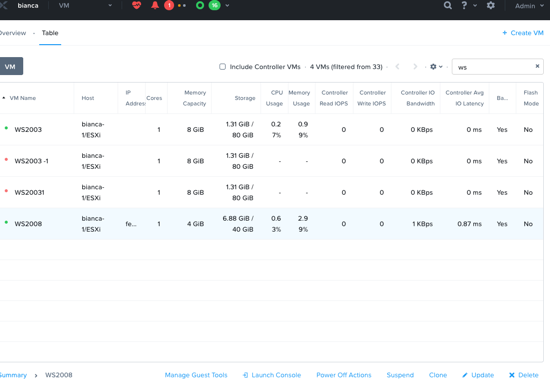 bianca VM 1 16 ? Admin
Overview · Table + Create VM
VM Include Controller VMs · 4 VMs (filtered from 33) · ws ×
VM Name Host IP Address Cores Memory Capacity Storage CPU Usage Memory Usage Controller Read IOPS Controller Write IOPS Controller IO Bandwidth Controller Avg IO Latency Ba... Flash Mode
WS2003 bianca-1/ESXi 1 8 GiB 1.31 GiB / 80 GiB 0.27% 0.99% 0 0 0 KBps 0 ms Yes No
WS2003 -1 bianca-1/ESXi 1 8 GiB 1.31 GiB / 80 GiB - - 0 0 0 KBps 0 ms Yes No
WS20031 bianca-1/ESXi 1 8 GiB 1.31 GiB / 80 GiB - - 0 0 0 KBps 0 ms Yes No
WS2008 bianca-1/ESXi fe... 1 4 GiB 6.88 GiB / 40 GiB 0.63% 2.99% 0 0 1 KBps 0.87 ms Yes No
Summary > WS2008 Manage Guest Tools Launch Console Power Off Actions Suspend Clone Update Delete